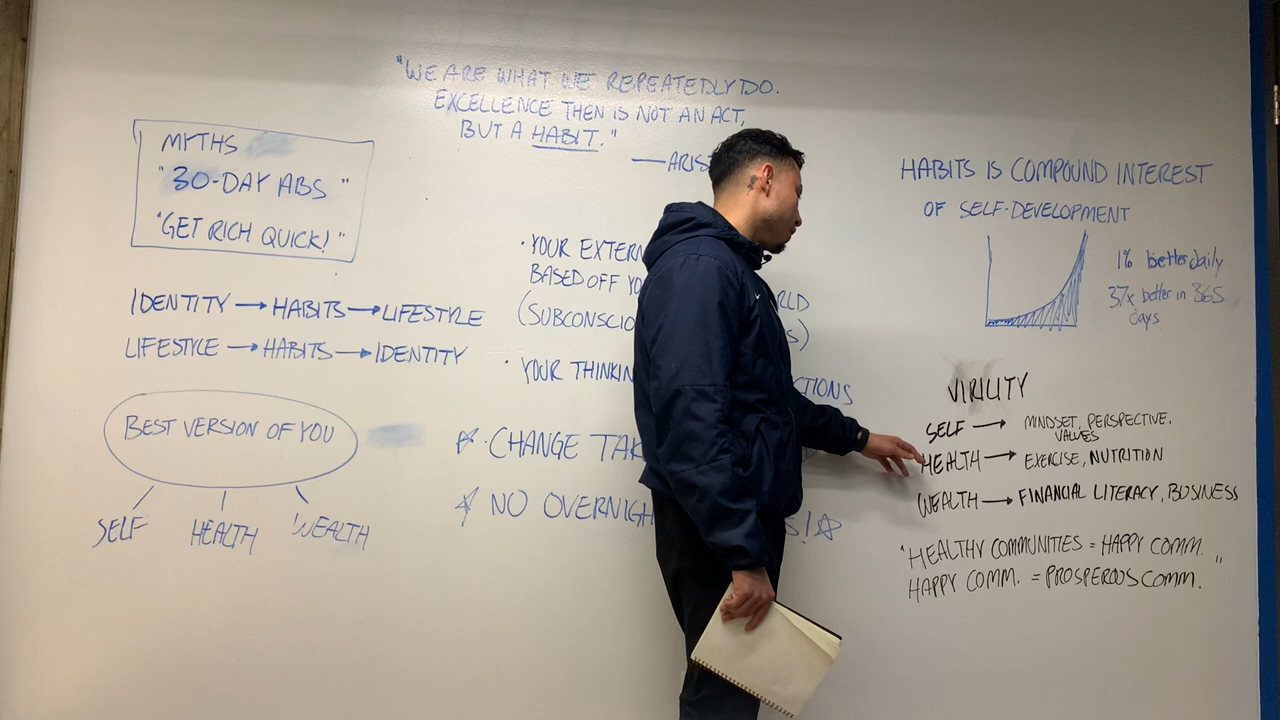 "WE ARE WHAT WE REPEATEDLY DO.
EXCELLENCE THEN IS NOT AN ACT,
BUT A HABIT."
— ARIS
MYTHS
"30-DAY ABS"
"GET RICH QUICK!"
IDENTITY → HABITS → LIFESTYLE
LIFESTYLE → HABITS → IDENTITY
BEST VERSION OF YOU
SELF HEALTH WEALTH
· YOUR EXTERN
BASED OFF YO RLD
(SUBCONSCIO S)
· YOUR THINKIN CTIONS
☆ · CHANGE TAK
☆ NO OVERNIGH S! ☆
HABITS IS COMPOUND INTEREST
OF SELF-DEVELOPMENT
1% better daily
37x better in 365
days
VIRILITY
SELF → MINDSET, PERSPECTIVE,
VALUES
HEALTH → EXERCISE, NUTRITION
WEALTH → FINANCIAL LITERACY, BUSINESS
"HEALTHY COMMUNITIES = HAPPY COMM.
HAPPY COMM. = PROSPEROUS COMM."